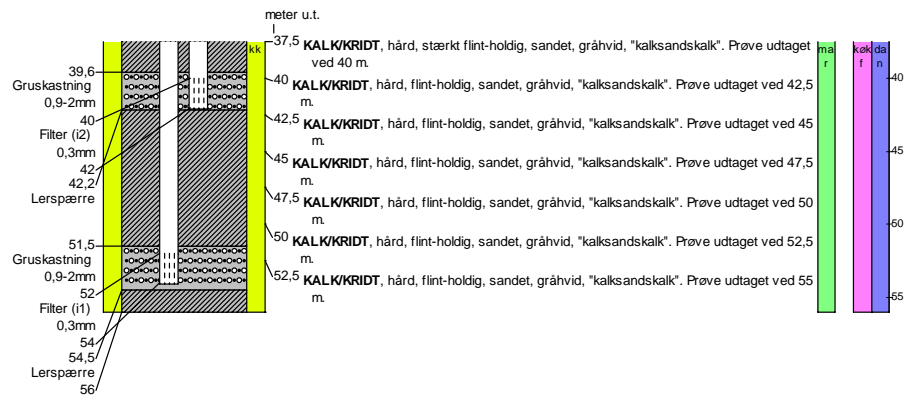 meter u.t.
37,5 KALK/KRIDT, hård, stærkt flint-holdig, sandet, gråhvid, "kalksandskalk". Prøve udtaget
ved 40 m.
40 KALK/KRIDT, hård, flint-holdig, sandet, gråhvid, "kalksandskalk". Prøve udtaget ved 42,5
m.
42,5 KALK/KRIDT, hård, flint-holdig, sandet, gråhvid, "kalksandskalk". Prøve udtaget ved 45
m.
45 KALK/KRIDT, hård, flint-holdig, sandet, gråhvid, "kalksandskalk". Prøve udtaget ved 47,5
m.
47,5 KALK/KRIDT, hård, flint-holdig, sandet, gråhvid, "kalksandskalk". Prøve udtaget ved 50
m.
50 KALK/KRIDT, hård, flint-holdig, sandet, gråhvid, "kalksandskalk". Prøve udtaget ved 52,5
m.
52,5 KALK/KRIDT, hård, flint-holdig, sandet, gråhvid, "kalksandskalk". Prøve udtaget ved 55
m.
kk
39,6
Gruskastning
0,9-2mm
40
Filter (i2)
0,3mm
42
42,2
Lerspærre
51,5
Gruskastning
0,9-2mm
52
Filter (i1)
0,3mm
54
54,5
Lerspærre
56
ma
r
køk
f
da
n
40
45
50
55